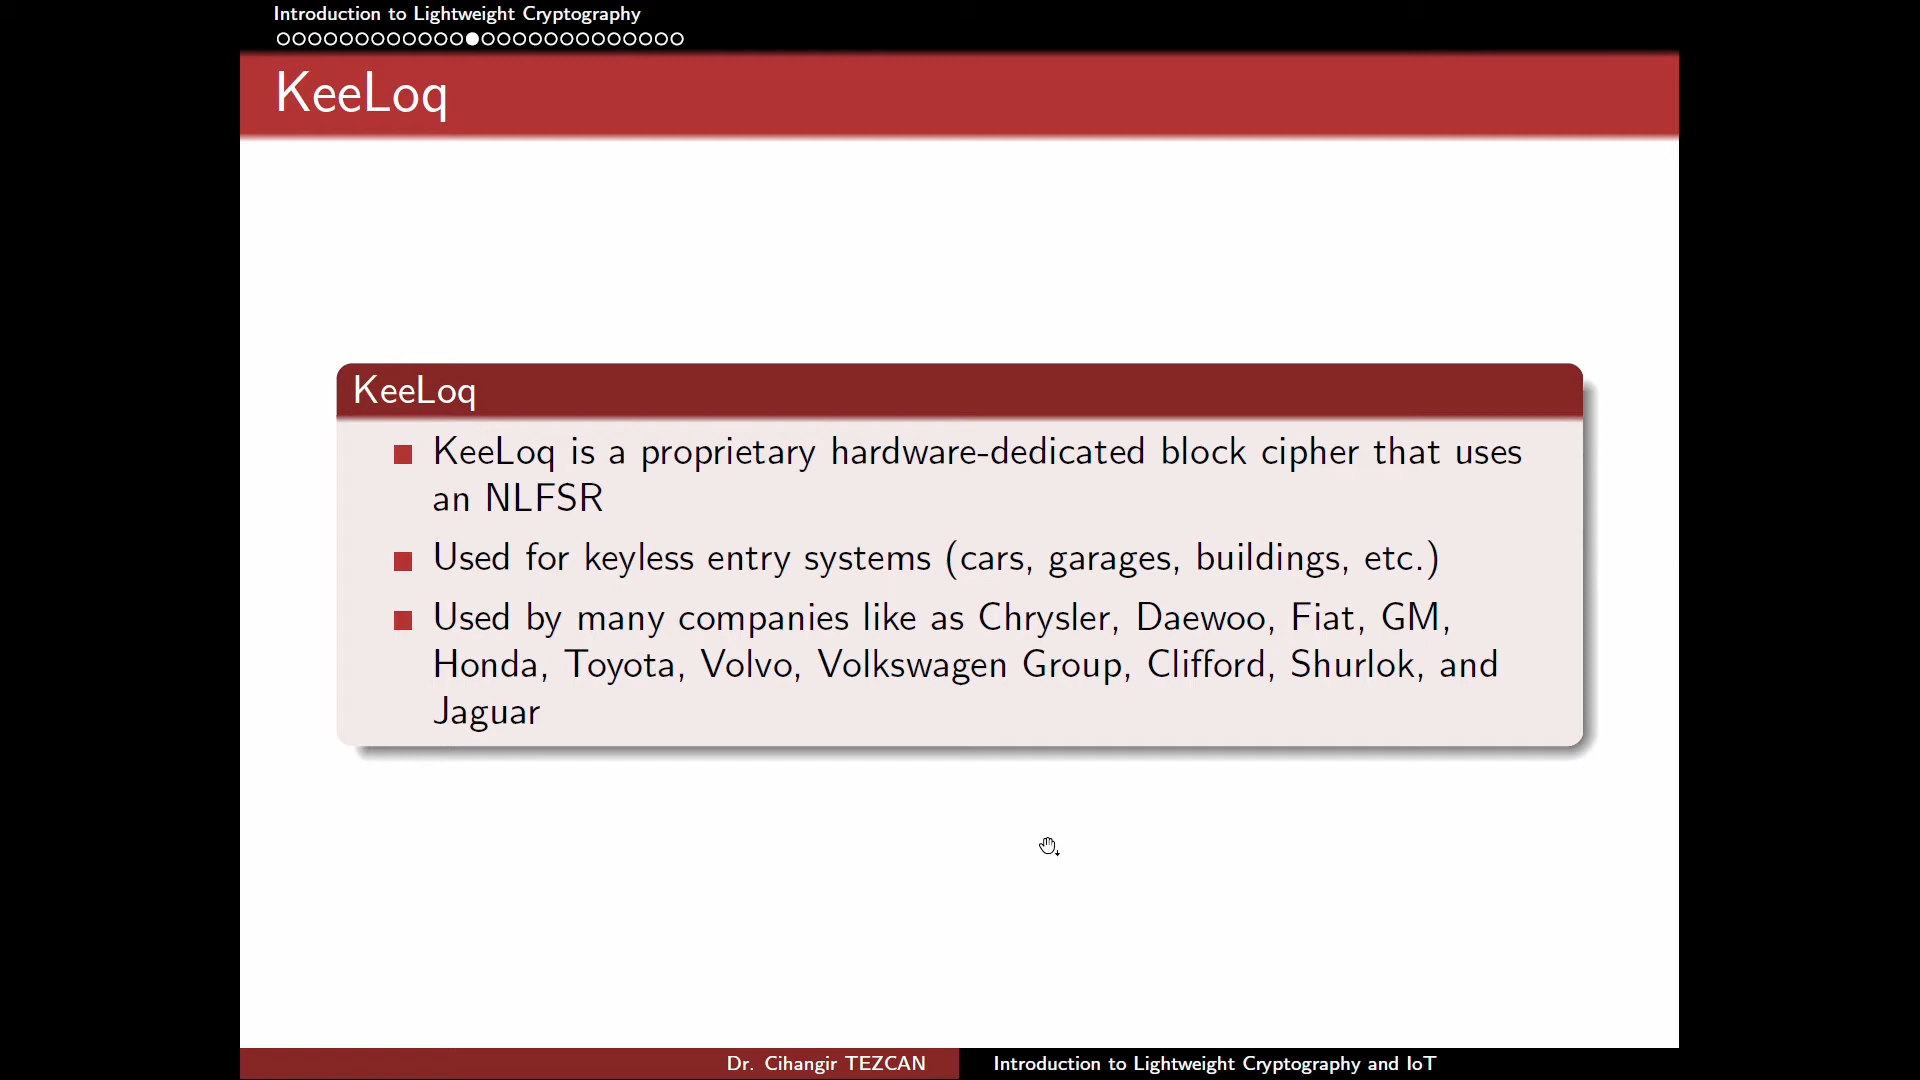 Introduction to Lightweight Cryptography
KeeLoq
KeeLoq
KeeLoq is a proprietary hardware-dedicated block cipher that uses
an NLFSR
Used for keyless entry systems (cars, garages, buildings, etc.)
Used by many companies like as Chrysler, Daewoo, Fiat, GM,
Honda, Toyota, Volvo, Volkswagen Group, Clifford, Shurlok, and
Jaguar
Dr. Cihangir TEZCAN
Introduction to Lightweight Cryptography and IoT